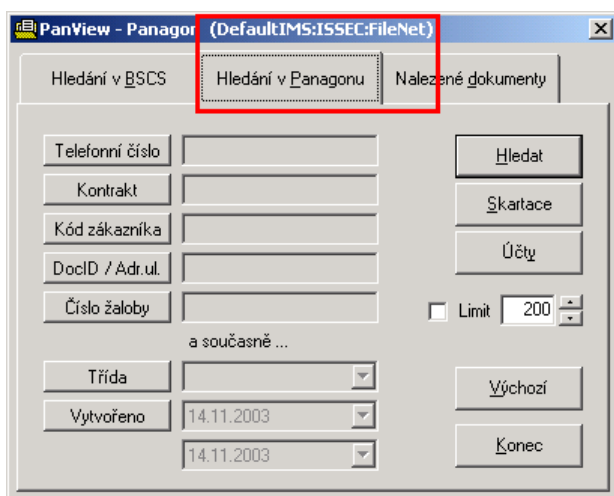 PanView - Panagon (DefaultIMS:ISSEC:FileNet)
Hledání v BSCS
Hledání v Panagonu
Nalezené dokumenty
Telefonní číslo
Hledat
Kontrakt
Skartace
Kód zákazníka
Účty
DocID / Adr.ul.
Číslo žaloby
Limit 200
a současně ...
Třída
Výchozí
Vytvořeno 14.11.2003
14.11.2003
Konec